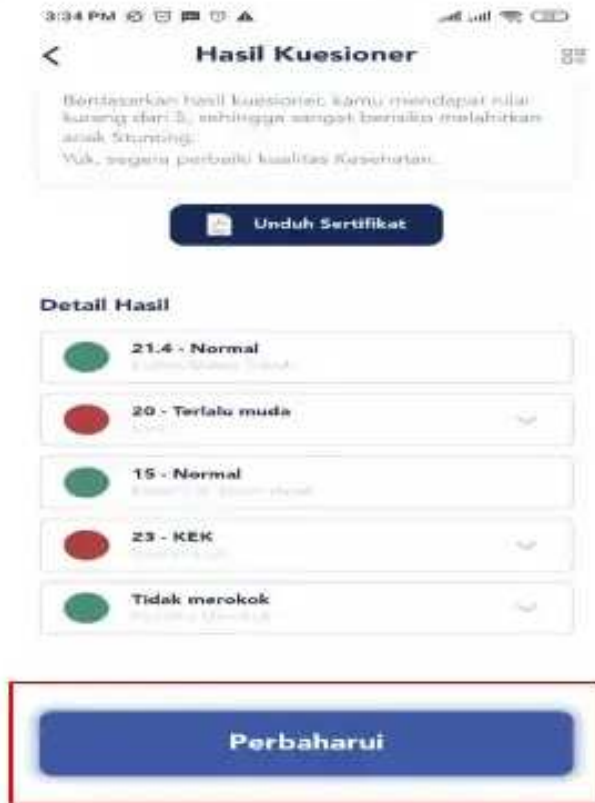 3:34 PM
Hasil Kuesioner
Berdasarkan hasil kuesioner, kamu mendapat nilai
kurang dari 5, sehingga sangat berisiko melahirkan
anak Stunting.
Yuk, segera perbaiki kualitas Kesehatan.
Unduh Sertifikat
Detail Hasil
21.4 - Normal
20 - Terlalu muda
15 - Normal
23 - KEK
Tidak merokok
Perbaharui